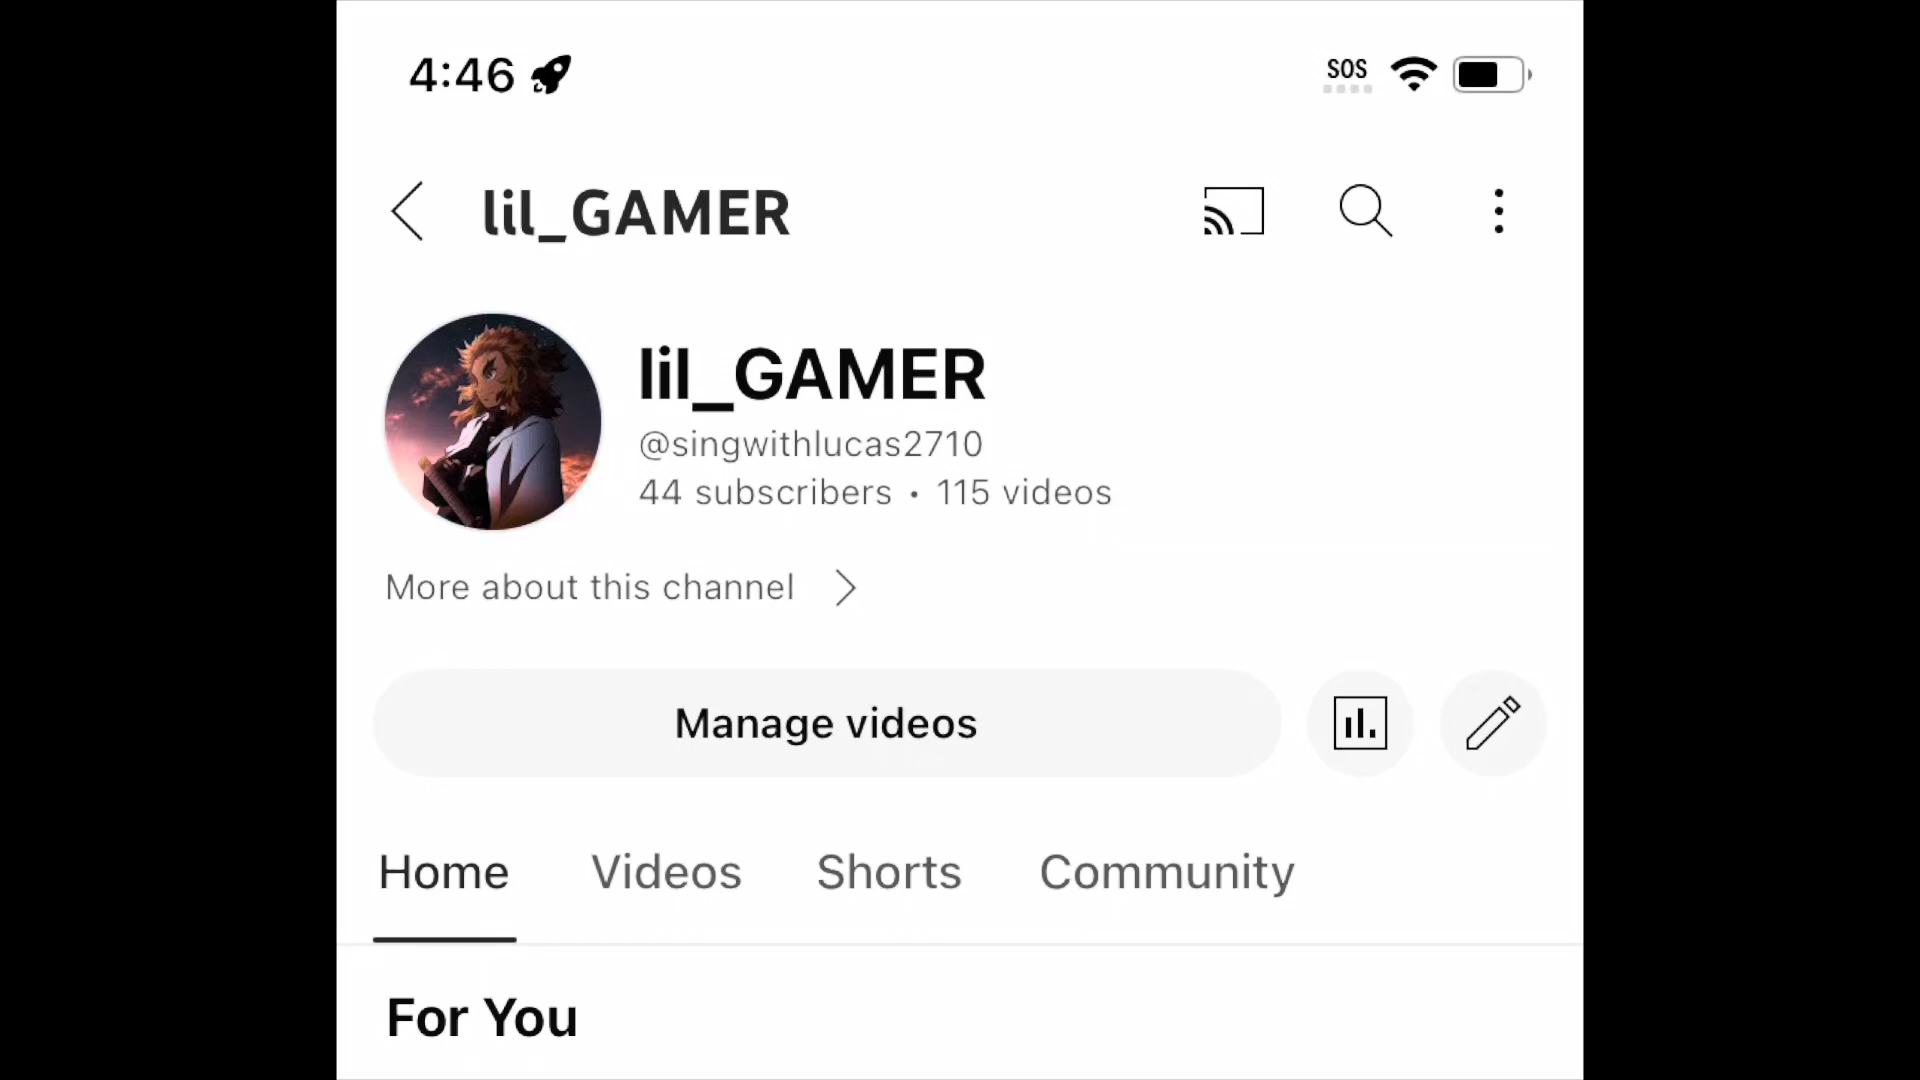 4:46
SOS
lil_GAMER
lil_GAMER
@singwithlucas2710
44 subscribers • 115 videos
More about this channel
Manage videos
Home
Videos
Shorts
Community
For You